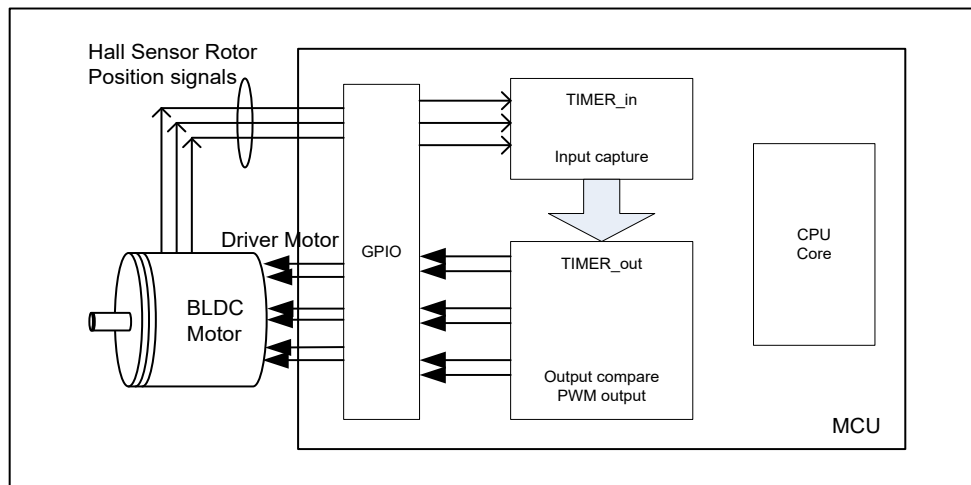 Hall Sensor Rotor
Position signals
TIMER_in
Input capture
CPU
Core
Driver Motor
GPIO
TIMER_out
BLDC
Motor
Output compare
PWM output
MCU